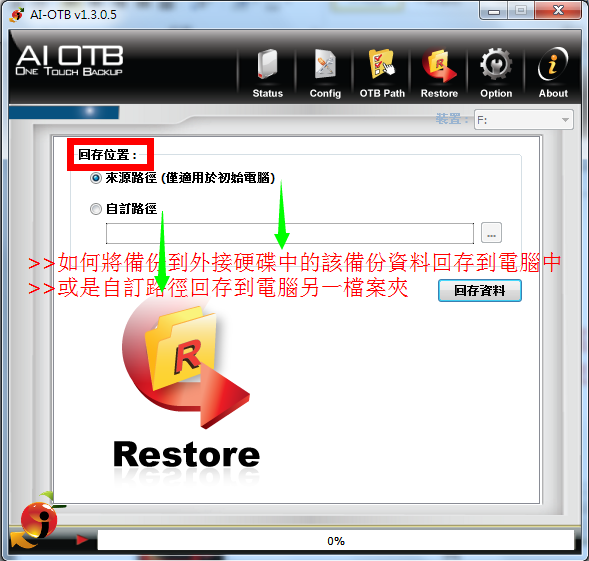 AI-OTB v1.3.0.5
AI OTB
ONE TOUCH BACKUP
Status
Config
OTB Path
Restore
Option
About
裝置：
F:
回存位置：
來源路徑 (僅適用於初始電腦)
自訂路徑
...
>>如何將備份到外接硬碟中的該備份資料回存到電腦中
>>或是自訂路徑回存到電腦另一檔案夾
回存資料
R
Restore
0%